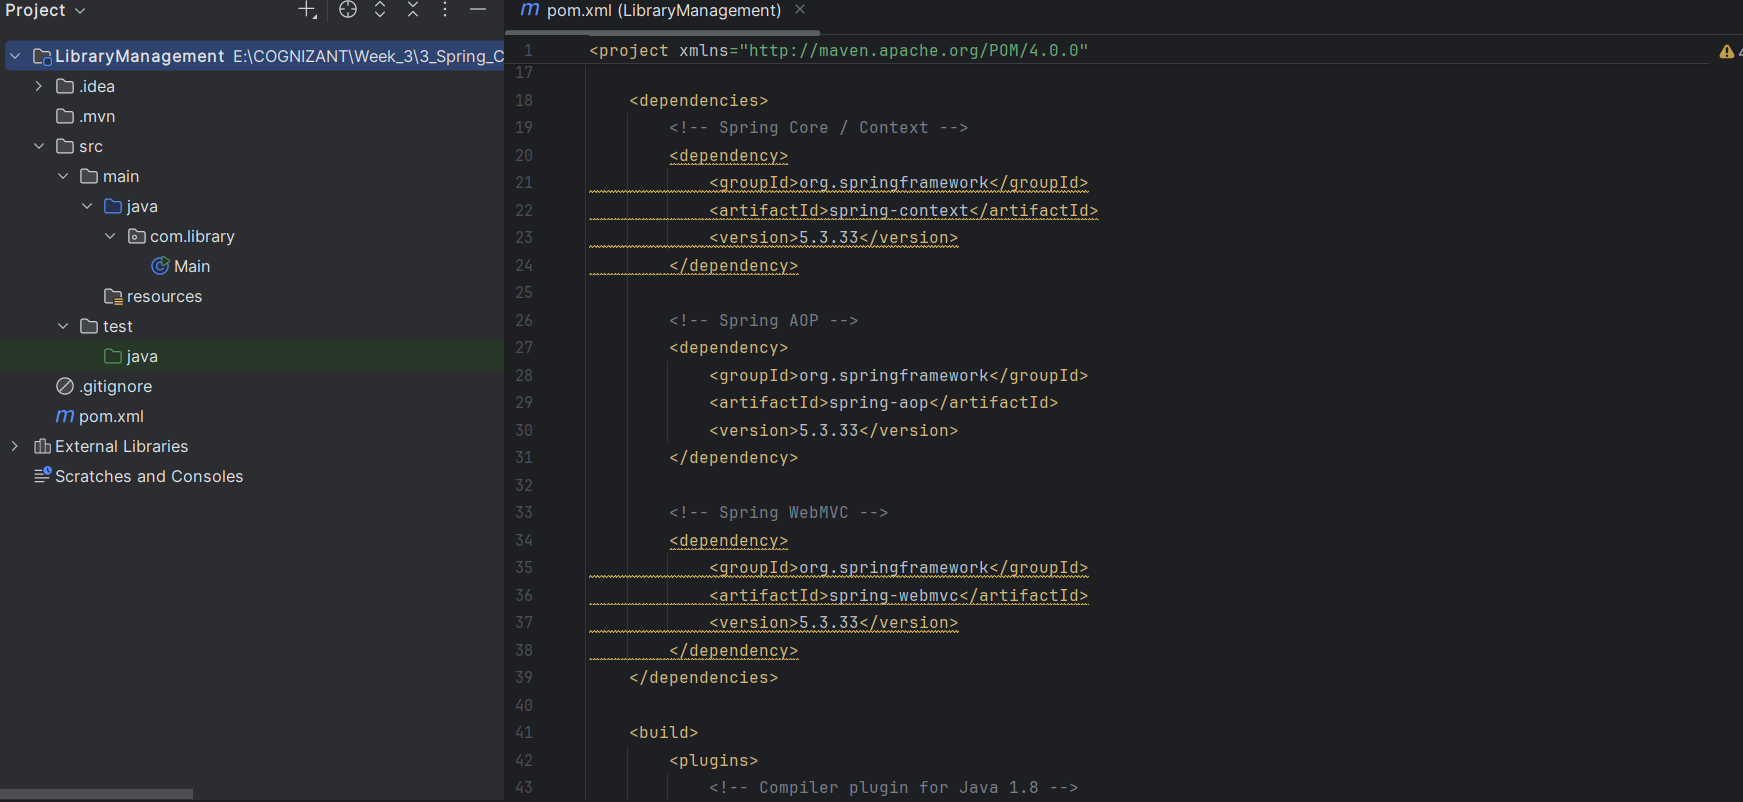 Project
LibraryManagement E:\COGNIZANT\Week_3\3_Spring_C
.idea
.mvn
src
main
java
com.library
Main
resources
test
java
.gitignore
m pom.xml
External Libraries
Scratches and Consoles
m pom.xml (LibraryManagement)
1 <project xmlns="http://maven.apache.org/POM/4.0.0"
4
17
18 <dependencies>
19 <!-- Spring Core / Context -->
20 <dependency>
21 <groupId>org.springframework</groupId>
22 <artifactId>spring-context</artifactId>
23 <version>5.3.33</version>
24 </dependency>
25
26 <!-- Spring AOP -->
27 <dependency>
28 <groupId>org.springframework</groupId>
29 <artifactId>spring-aop</artifactId>
30 <version>5.3.33</version>
31 </dependency>
32
33 <!-- Spring WebMVC -->
34 <dependency>
35 <groupId>org.springframework</groupId>
36 <artifactId>spring-webmvc</artifactId>
37 <version>5.3.33</version>
38 </dependency>
39 </dependencies>
40
41 <build>
42 <plugins>
43 <!-- Compiler plugin for Java 1.8 -->